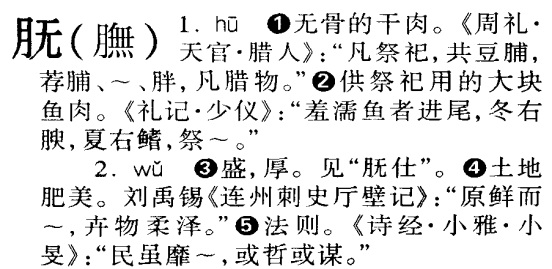 朊(膴) 1. hū ❶无骨的干肉。《周礼·
天官·腊人》:“凡祭祀,共豆脯,
荐脯、~、胖,凡腊物。”❷供祭祀用的大块
鱼肉。《礼记·少仪》:“羞濡鱼者进尾,冬右
腴,夏右鳍,祭~。”
2. wǔ ❸盛,厚。见“朊仕”。❹土地
肥美。刘禹锡《连州刺史厅壁记》:“原鲜而
~,卉物柔泽。”❺法则。《诗经·小雅·小
旻》:“民虽靡~,或哲或谋。”